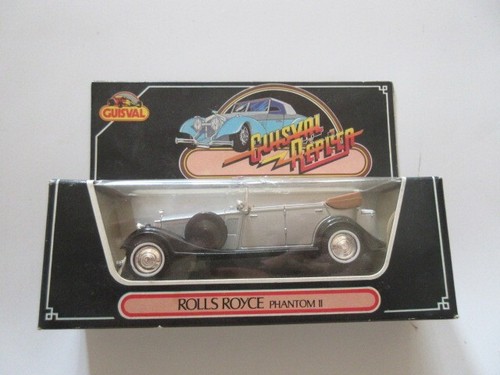 GUISVAL
GUISVAL
REPLICA
ROLLS ROYCE PHANTOM II